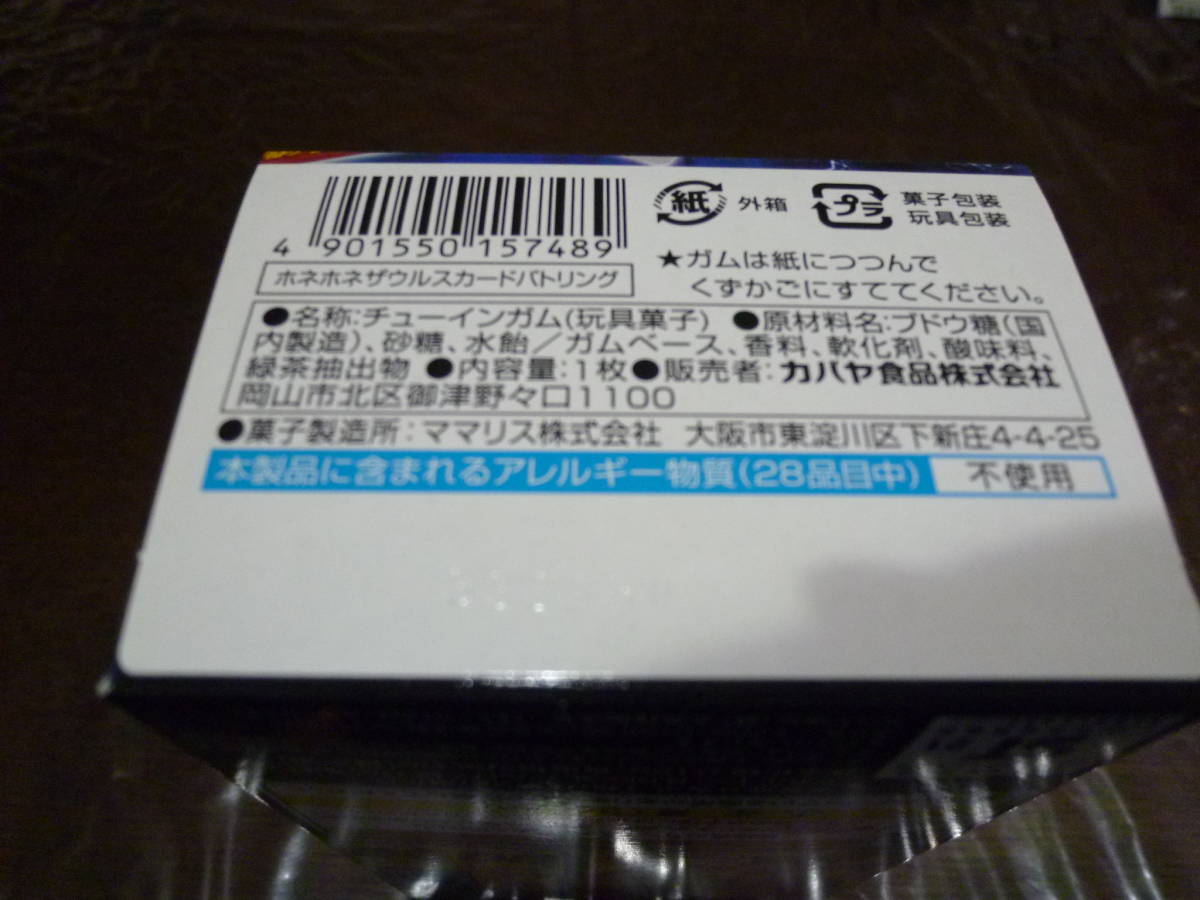 紙 外箱
プラ 菓子包装
玩具包装
4 901550 157489
ホネホネザウルスカードバトリング
★ガムは紙につつんで
くずかごにすててください。
●名称:チューインガム(玩具菓子) ●原材料名:ブドウ糖(国
内製造)、砂糖、水飴/ガムベース、香料、軟化剤、酸味料、
緑茶抽出物 ●内容量:1枚●販売者:カバヤ食品株式会社
岡山市北区御津野々口1100
●菓子製造所:ママリス株式会社 大阪市東淀川区下新庄4-4-25
本製品に含まれるアレルギー物質(28品目中) 不使用